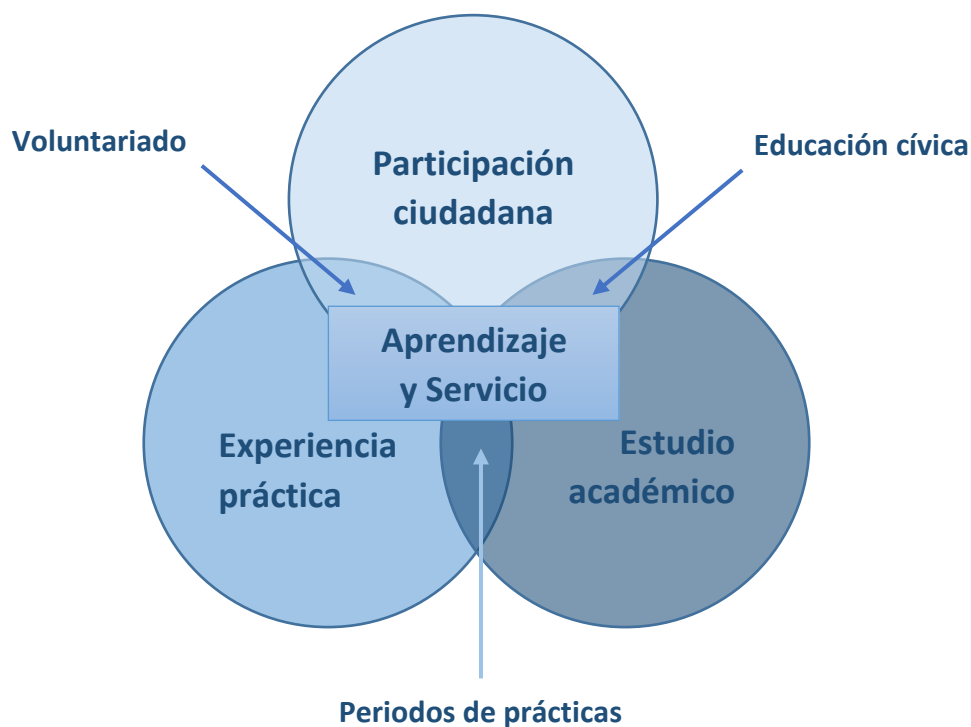 Voluntariado
Educación cívica
Participación
ciudadana
Aprendizaje
y Servicio
Experiencia
práctica
Estudio
académico
Periodos de prácticas